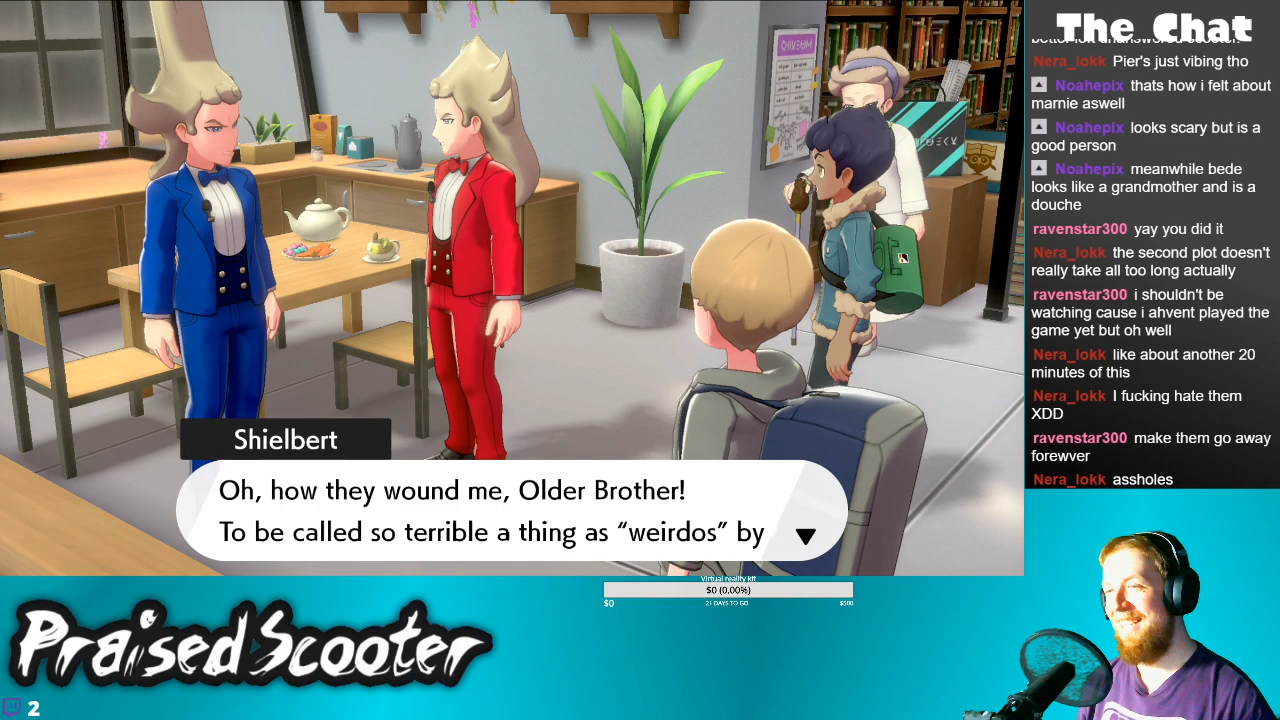 The Chat
Nera_lokk Pier's just vibing tho
Noahepix thats how i felt about
marnie aswell
Noahepix looks scary but is a
good person
Noahepix meanwhile bede
looks like a grandmother and is a
douche
ravenstar300 yay you did it
Nera_lokk the second plot doesn't
really take all too long actually
ravenstar300 i shouldn't be
watching cause i ahvent played the
game yet but oh well
Nera_lokk like about another 20
minutes of this
Nera_lokk I fucking hate them
XDD
ravenstar300 make them go away
forewver
Nera_lokk assholes
Shielbert
Oh, how they wound me, Older Brother!
To be called so terrible a thing as “weirdos” by
Virtual reality kit
$0 (0.00%)
$0
21 DAYS TO GO
$500
PraisedScooter
2